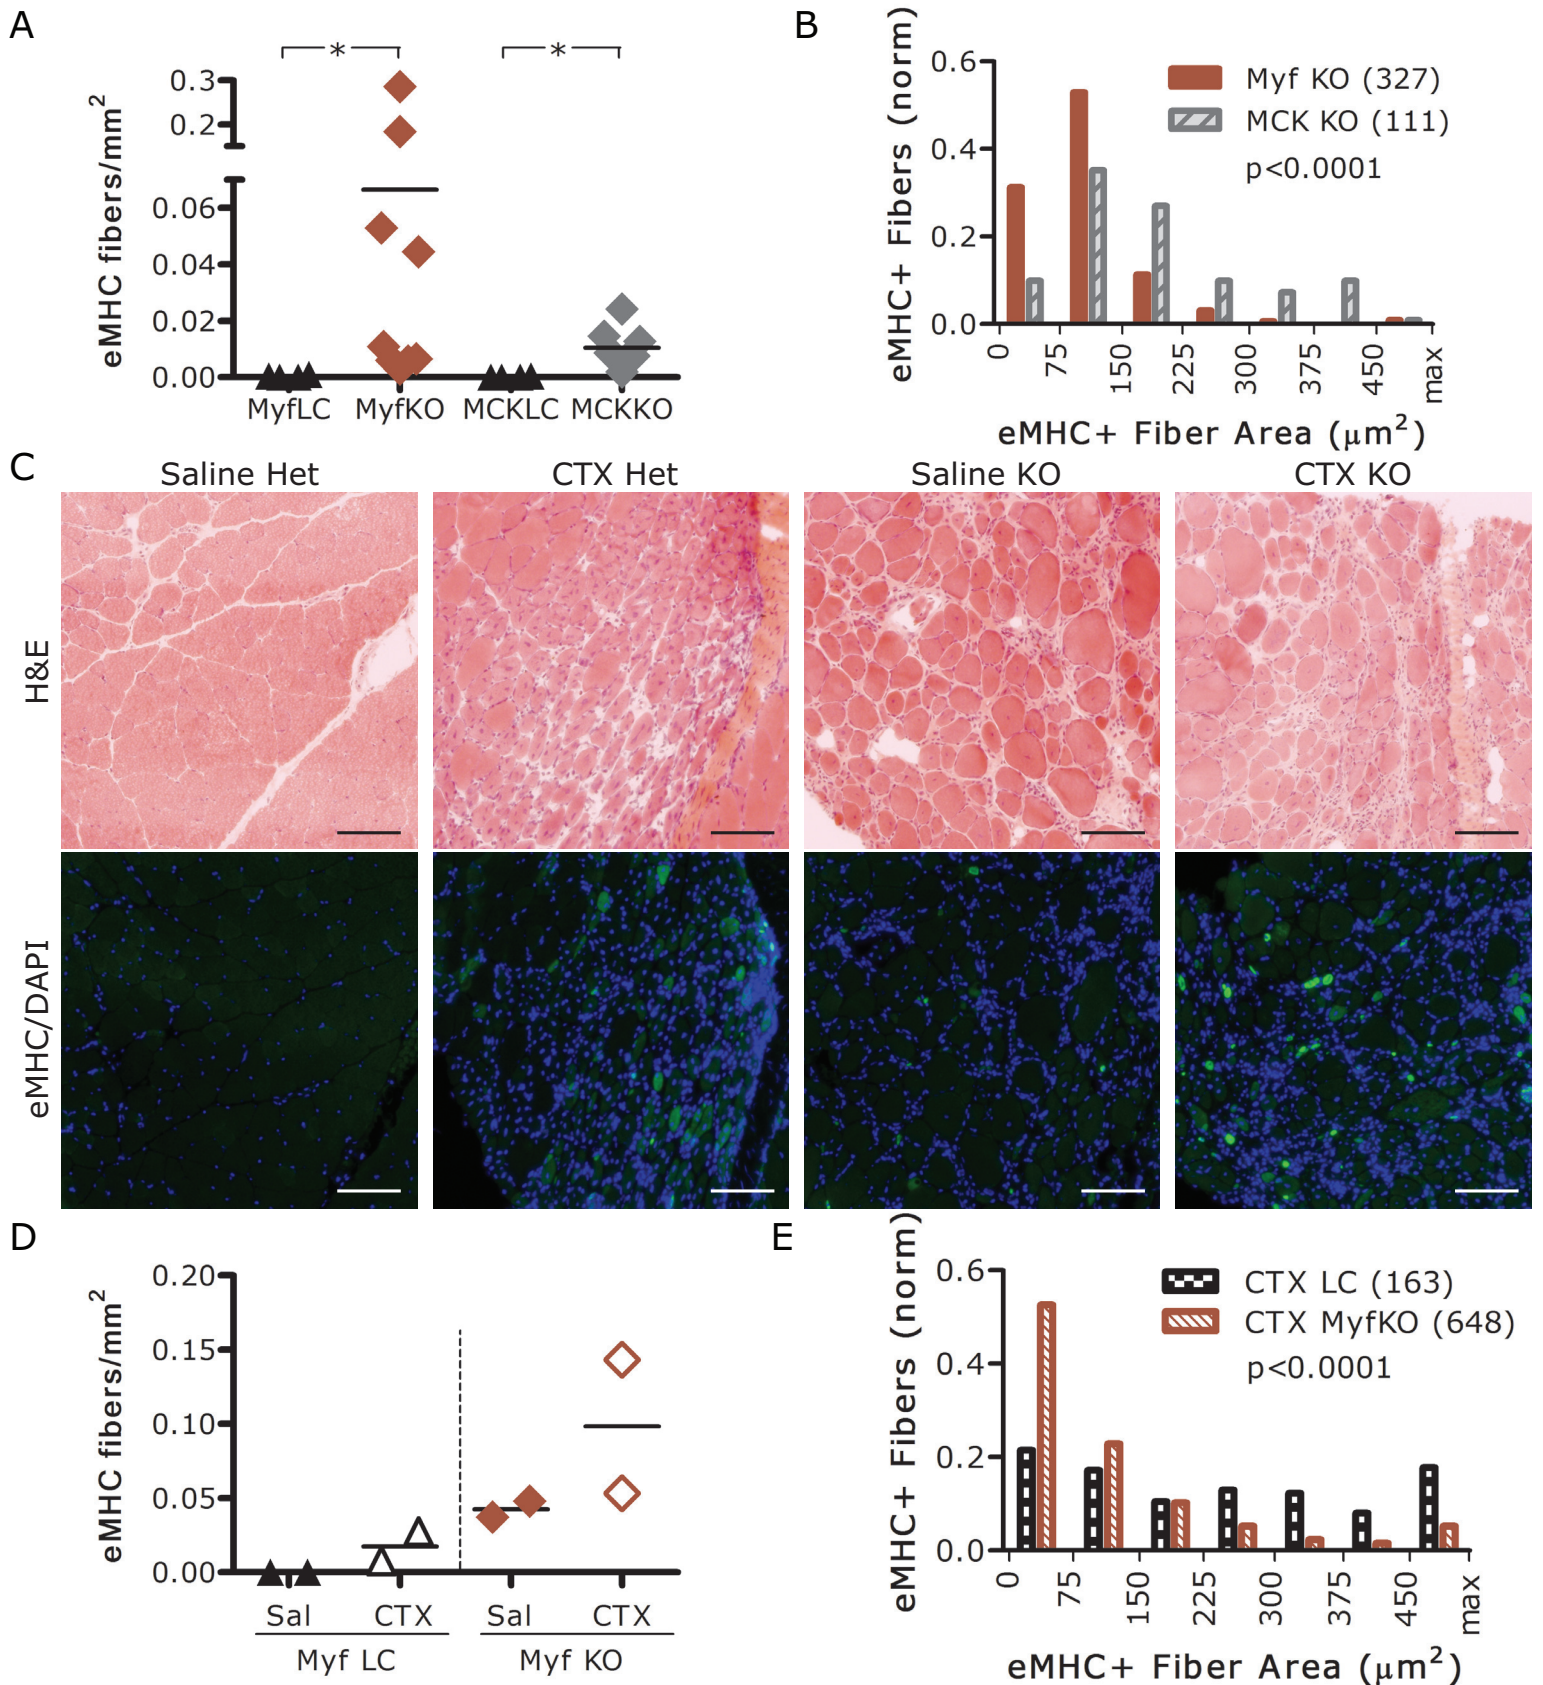 A
eMHC fibers/mm²
0.3
0.2
0.06
0.04
0.02
0.00
*
*
MyfLC MyfKO MCKLC MCKKO
B
eMHC+ Fibers (norm)
0.6
0.4
0.2
0.0
Myf KO (327)
MCK KO (111)
p<0.0001
0 75 150 225 300 375 450 max
eMHC+ Fiber Area (μm²)
C
Saline Het CTX Het Saline KO CTX KO
H&E
eMHC/DAPI
D
eMHC fibers/mm²
0.20
0.15
0.10
0.05
0.00
Sal CTX Sal CTX
Myf LC Myf KO
E
eMHC+ Fibers (norm)
0.6
0.4
0.2
0.0
CTX LC (163)
CTX MyfKO (648)
p<0.0001
0 75 150 225 300 375 450 max
eMHC+ Fiber Area (μm²)